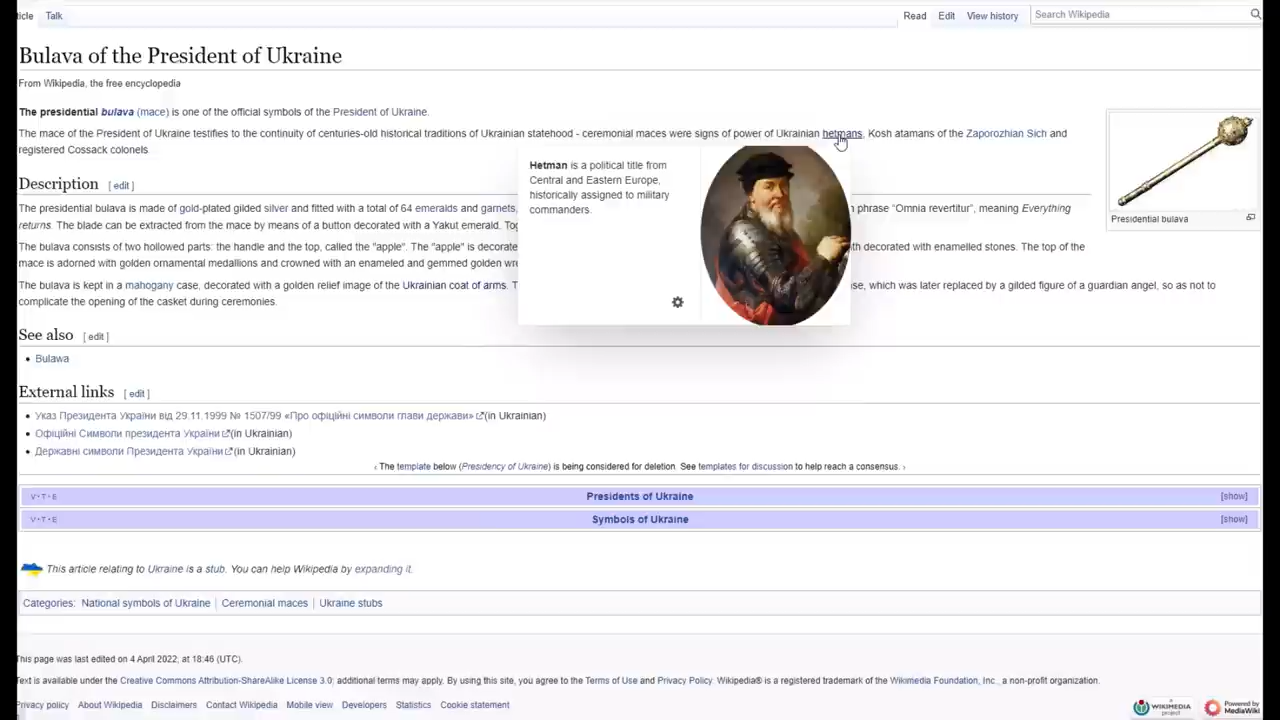 ticle Talk Read Edit View history Search Wikipedia
Bulava of the President of Ukraine
From Wikipedia, the free encyclopedia
The presidential bulava (mace) is one of the official symbols of the President of Ukraine.
The mace of the President of Ukraine testifies to the continuity of centuries-old historical traditions of Ukrainian statehood - ceremonial maces were signs of power of Ukrainian hetmans, Kosh atamans of the Zaporozhian Sich and
registered Cossack colonels.
Presidential bulava
Hetman is a political title from
Central and Eastern Europe,
historically assigned to military
commanders.
Description [ edit ]
The presidential bulava is made of gold-plated gilded silver and fitted with a total of 64 emeralds and garnets, phrase "Omnia revertitur", meaning Everything
returns. The blade can be extracted from the mace by means of a button decorated with a Yakut emerald.
The bulava consists of two hollowed parts: the handle and the top, called the "apple". The "apple" is decorate th decorated with enamelled stones. The top of the
mace is adorned with golden ornamental medallions and crowned with an enameled and gemmed golden wre
The bulava is kept in a mahogany case, decorated with a golden relief image of the Ukrainian coat of arms. T se, which was later replaced by a gilded figure of a guardian angel, so as not to
complicate the opening of the casket during ceremonies.
See also [ edit ]
• Bulawa
External links [ edit ]
• Указ Президента України від 29.11.1999 № 1507/99 «Про офіційні символи глави держави» (in Ukrainian)
• Офіційні Символи президента України (in Ukrainian)
• Державні символи Президента України (in Ukrainian)
‹ The template below (Presidency of Ukraine) is being considered for deletion. See templates for discussion to help reach a consensus. ›
V·T·E Presidents of Ukraine [show]
V·T·E Symbols of Ukraine [show]
This article relating to Ukraine is a stub. You can help Wikipedia by expanding it.
Categories: National symbols of Ukraine | Ceremonial maces | Ukraine stubs
This page was last edited on 4 April 2022, at 18:46 (UTC).
Text is available under the Creative Commons Attribution-ShareAlike License 3.0; additional terms may apply. By using this site, you agree to the Terms of Use and Privacy Policy. Wikipedia® is a registered trademark of the Wikimedia Foundation, Inc., a non-profit organization.
Privacy policy About Wikipedia Disclaimers Contact Wikipedia Mobile view Developers Statistics Cookie statement
a WIKIMEDIA project Powered by MediaWiki